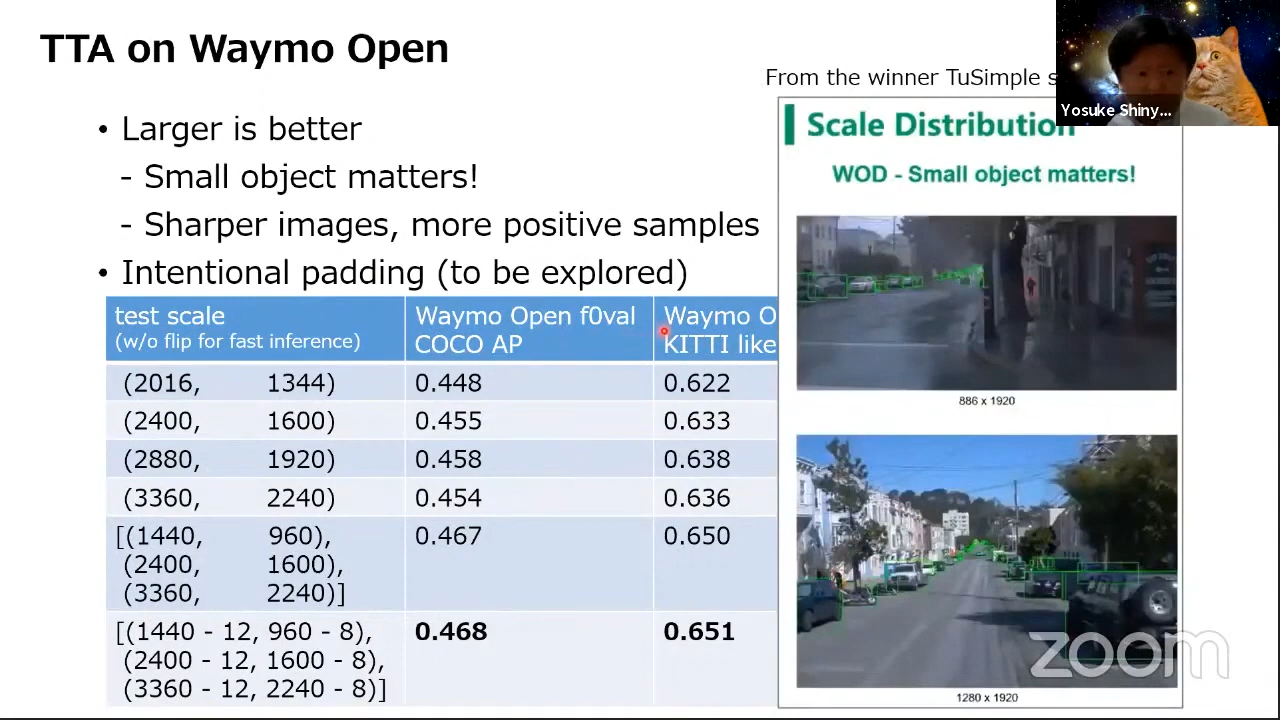 TTA on Waymo Open
From the winner TuSimple s
Yosuke Shiny...
• Larger is better
- Small object matters!
- Sharper images, more positive samples
• Intentional padding (to be explored)
test scale
(w/o flip for fast inference)
Waymo Open f0val
COCO AP
Waymo O
KITTI like
(2016, 1344) 0.448 0.622
(2400, 1600) 0.455 0.633
(2880, 1920) 0.458 0.638
(3360, 2240) 0.454 0.636
[(1440, 960), 0.467 0.650
(2400, 1600),
(3360, 2240)]
[(1440 - 12, 960 - 8), 0.468 0.651
(2400 - 12, 1600 - 8),
(3360 - 12, 2240 - 8)]
Scale Distribution
WOD - Small object matters!
886 x 1920
1280 x 1920
zoom